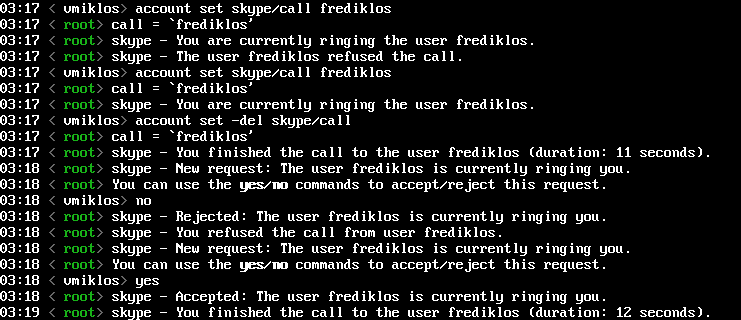 03:17 < vmiklos> account set skype/call frediklos
03:17 < root> call = `frediklos'
03:17 < root> skype - You are currently ringing the user frediklos.
03:17 < root> skype - The user frediklos refused the call.
03:17 < vmiklos> account set skype/call frediklos
03:17 < root> call = `frediklos'
03:17 < root> skype - You are currently ringing the user frediklos.
03:17 < vmiklos> account set -del skype/call
03:17 < root> call = `frediklos'
03:17 < root> skype - You finished the call to the user frediklos (duration: 11 seconds).
03:18 < root> skype - New request: The user frediklos is currently ringing you.
03:18 < root> You can use the yes/no commands to accept/reject this request.
03:18 < vmiklos> no
03:18 < root> skype - Rejected: The user frediklos is currently ringing you.
03:18 < root> skype - You refused the call from user frediklos.
03:18 < root> skype - New request: The user frediklos is currently ringing you.
03:18 < root> You can use the yes/no commands to accept/reject this request.
03:18 < vmiklos> yes
03:18 < root> skype - Accepted: The user frediklos is currently ringing you.
03:19 < root> skype - You finished the call to the user frediklos (duration: 12 seconds).